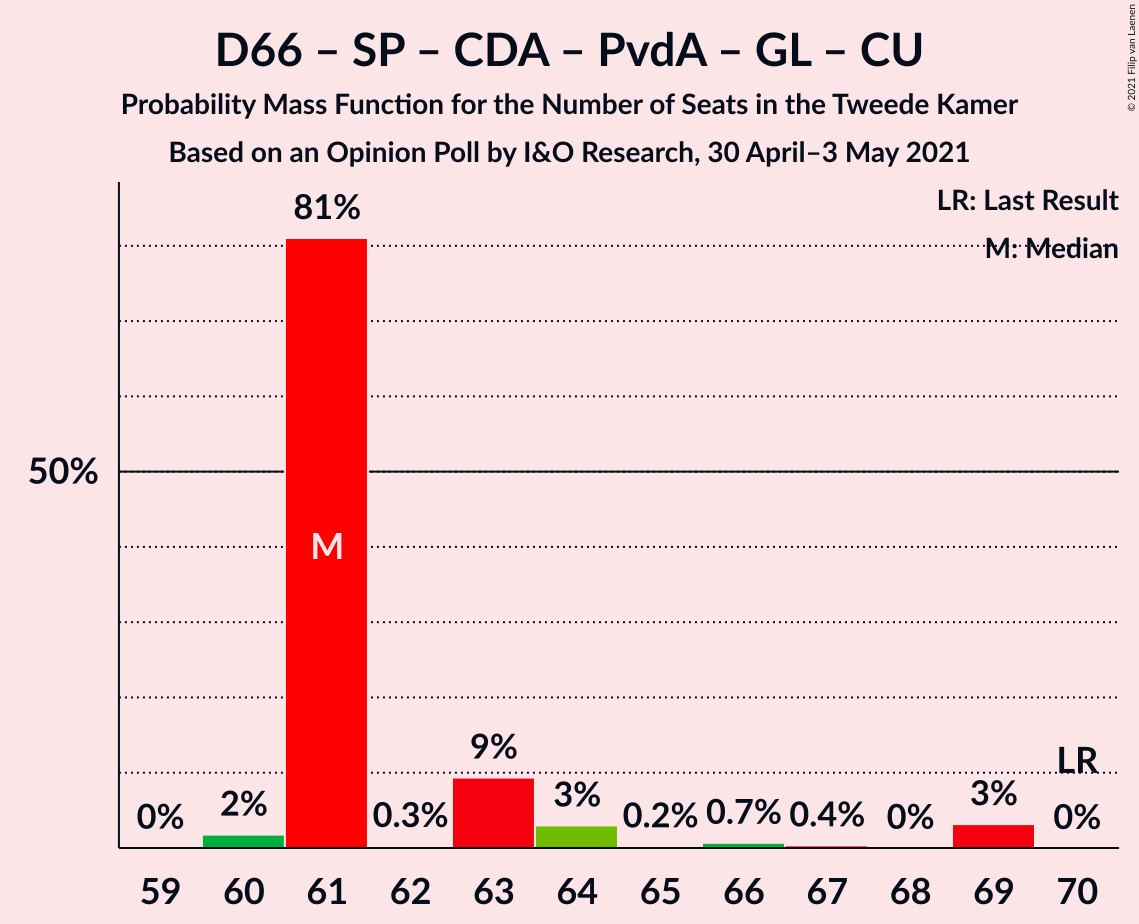 D66 – SP – CDA – PvdA – GL – CU
Probability Mass Function for the Number of Seats in the Tweede Kamer
Based on an Opinion Poll by I&O Research, 30 April–3 May 2021
© 2021 Filip van Laenen
LR: Last Result
M: Median
50%
81%
M
0%
2%
0.3%
9%
3%
0.2%
0.7%
0.4%
0%
3%
LR
0%
59 60 61 62 63 64 65 66 67 68 69 70